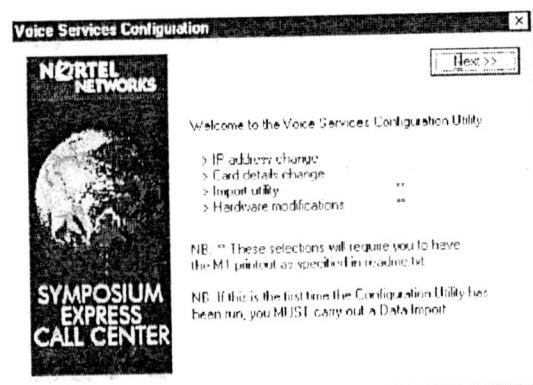 Voice Services Configuration
NORTEL
NETWORKS
Next >>
Welcome to the Voice Services Configuration Utility
> IP address change
> Card details change
> Import utility **
> Hardware modifications **
NB: ** These selections will require you to have
the M1 printout as specified in readme.txt
NB: If this is the first time the Configuration Utility has
been run, you MUST carry out a Data Import
SYMPOSIUM
EXPRESS
CALL CENTER